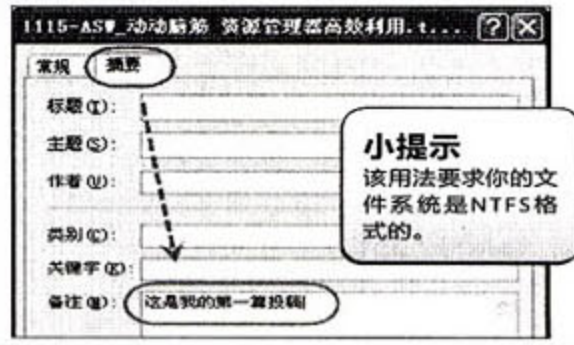 1115-ASW_动动脑筋 资源管理器高效利用.t....
常规 摘要
标题(T):
主题(S):
作者(U):
类别(C):
关键字(K):
备注(M): 这是我的第一篇投稿
小提示
该用法要求你的文
件系统是NTFS格
式的。